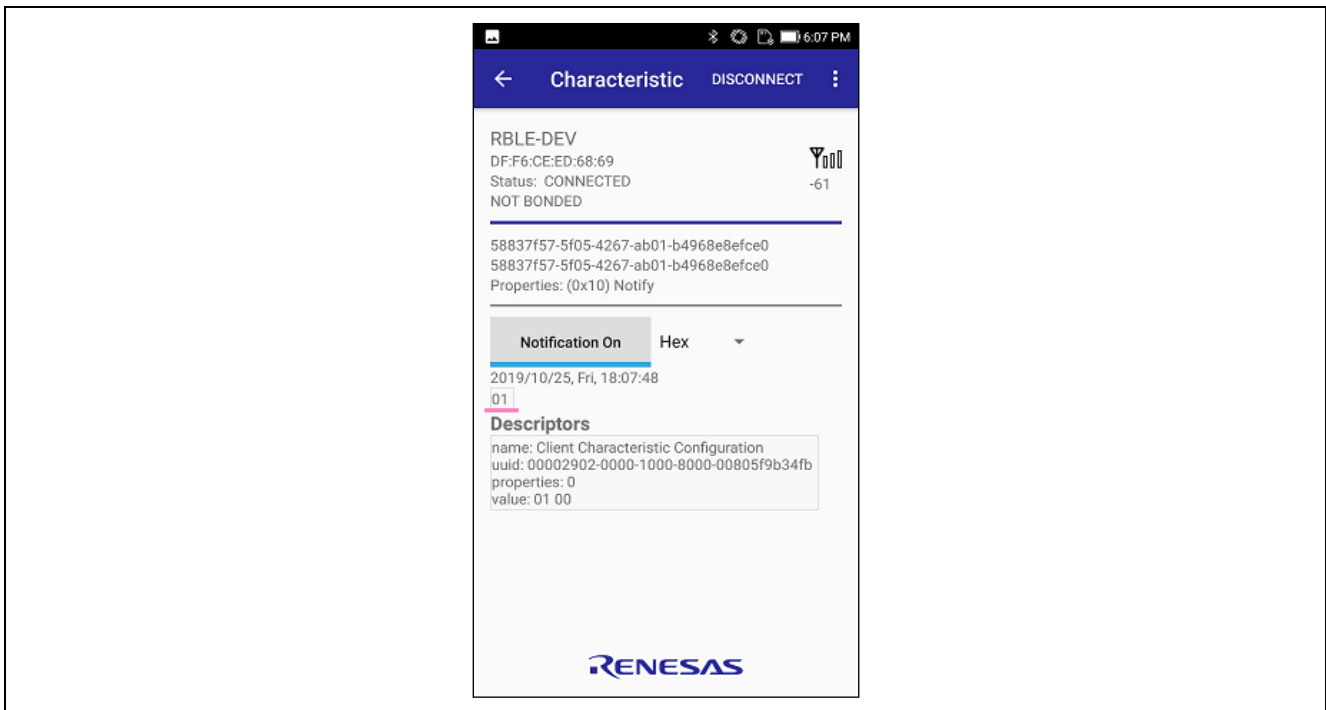 6:07 PM
Characteristic DISCONNECT
RBLE-DEV
DF:F6:CE:ED:68:69
Status: CONNECTED
-61
NOT BONDED
58837f57-5f05-4267-ab01-b4968e8efce0
58837f57-5f05-4267-ab01-b4968e8efce0
Properties: (0x10) Notify
Notification On Hex
2019/10/25, Fri, 18:07:48
01
Descriptors
name: Client Characteristic Configuration
uuid: 00002902-0000-1000-8000-00805f9b34fb
properties: 0
value: 01 00
RENESAS